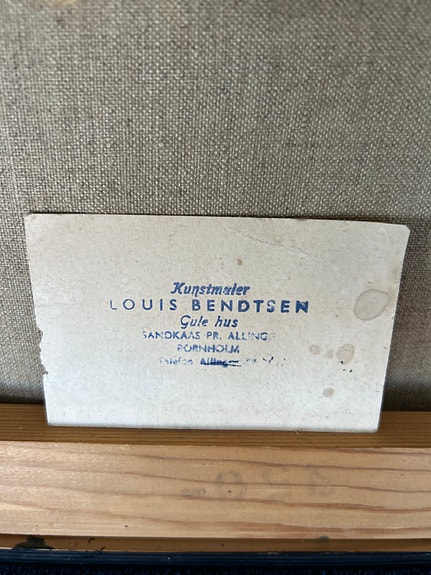 Kunstmaler
LOUIS BENDTSEN
Gule hus
SANDKAAS PR. ALLINGE
BORNHOLM
Telefon Allinge